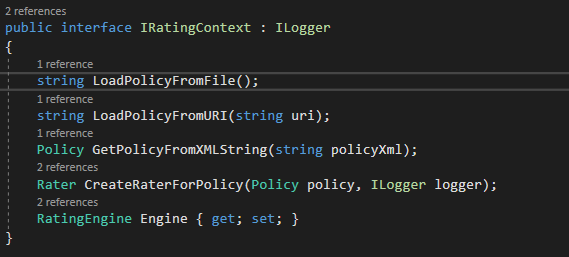 2 references
public interface IRatingContext : ILogger
{
1 reference
string LoadPolicyFromFile();
1 reference
string LoadPolicyFromURI(string uri);
1 reference
Policy GetPolicyFromXMLString(string policyXml);
2 references
Rater CreateRaterForPolicy(Policy policy, ILogger logger);
2 references
RatingEngine Engine { get; set; }
}